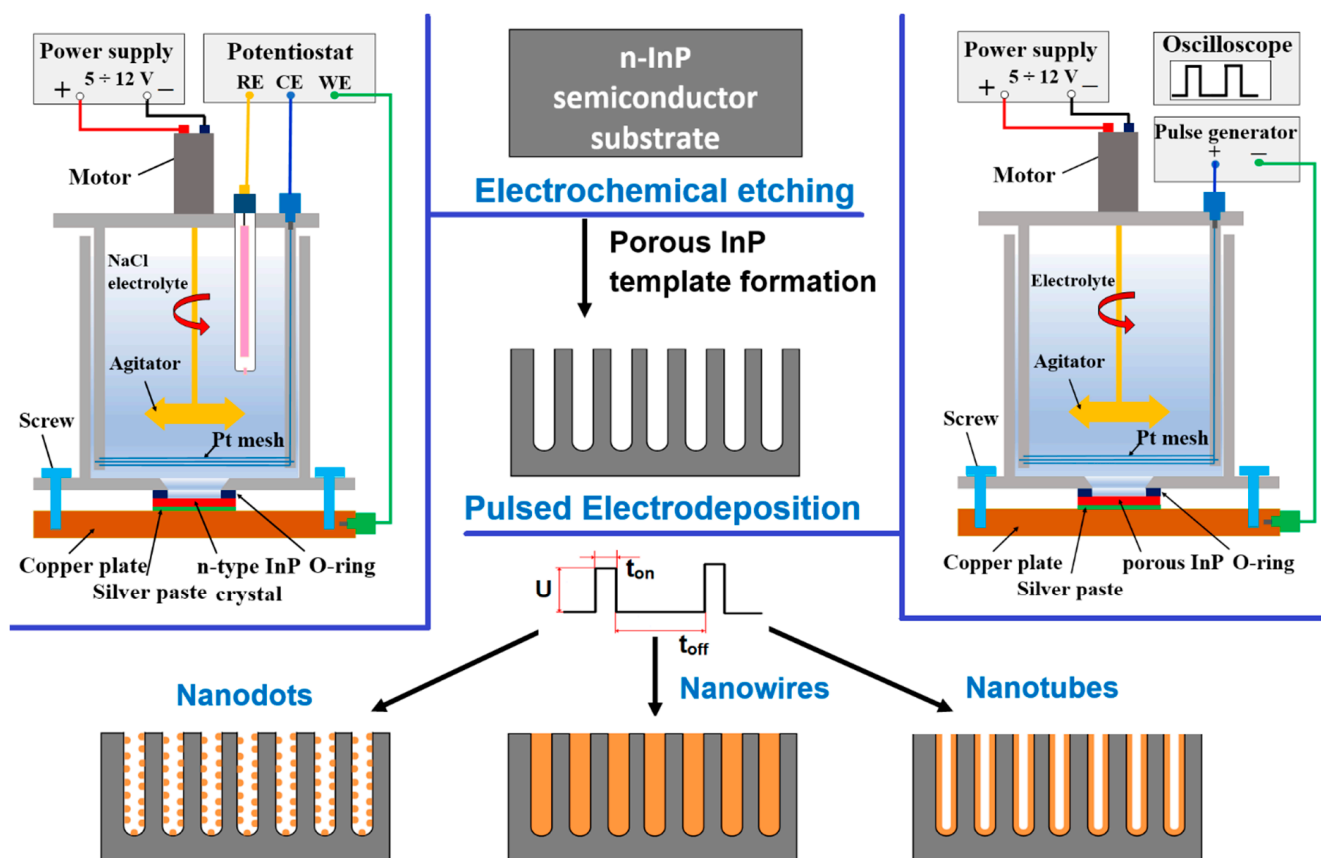 Power supply
5 ÷ 12 V
+
−
Potentiostat
RE CE WE
Motor
NaCl
electrolyte
Agitator
Pt mesh
Screw
Copper plate
Silver paste
n-type InP
crystal
O-ring
n-InP
semiconductor
substrate
Electrochemical etching
Porous InP
template formation
Pulsed Electrodeposition
U
ton
toff
Power supply
5 ÷ 12 V
+
−
Oscilloscope
Pulse generator
+ −
Motor
Electrolyte
Agitator
Pt mesh
Screw
Copper plate
Silver paste
porous InP
O-ring
Nanodots
Nanowires
Nanotubes